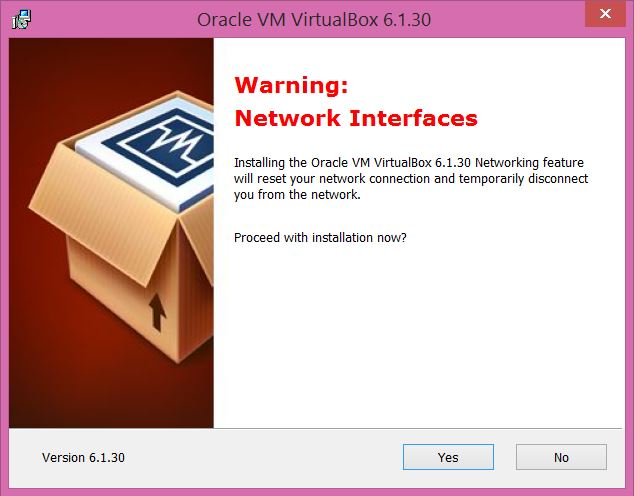 Oracle VM VirtualBox 6.1.30
Warning:
Network Interfaces
Installing the Oracle VM VirtualBox 6.1.30 Networking feature
will reset your network connection and temporarily disconnect
you from the network.
Proceed with installation now?
Version 6.1.30
Yes
No